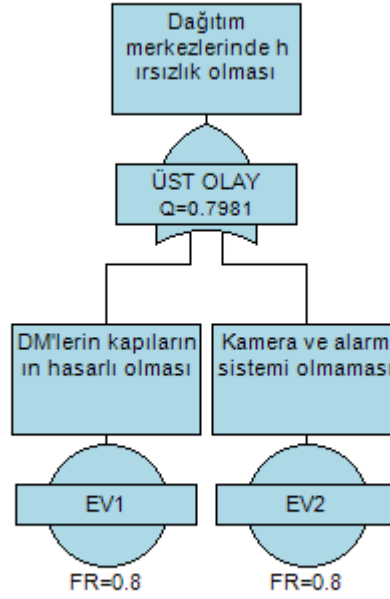 Dağıtım
merkezlerinde h
ırsızlık olması
ÜST OLAY
Q=0.7981
DM'lerin kapıların
ın hasarlı olması
Kamera ve alarm
sistemi olmaması
EV1
EV2
FR=0.8
FR=0.8